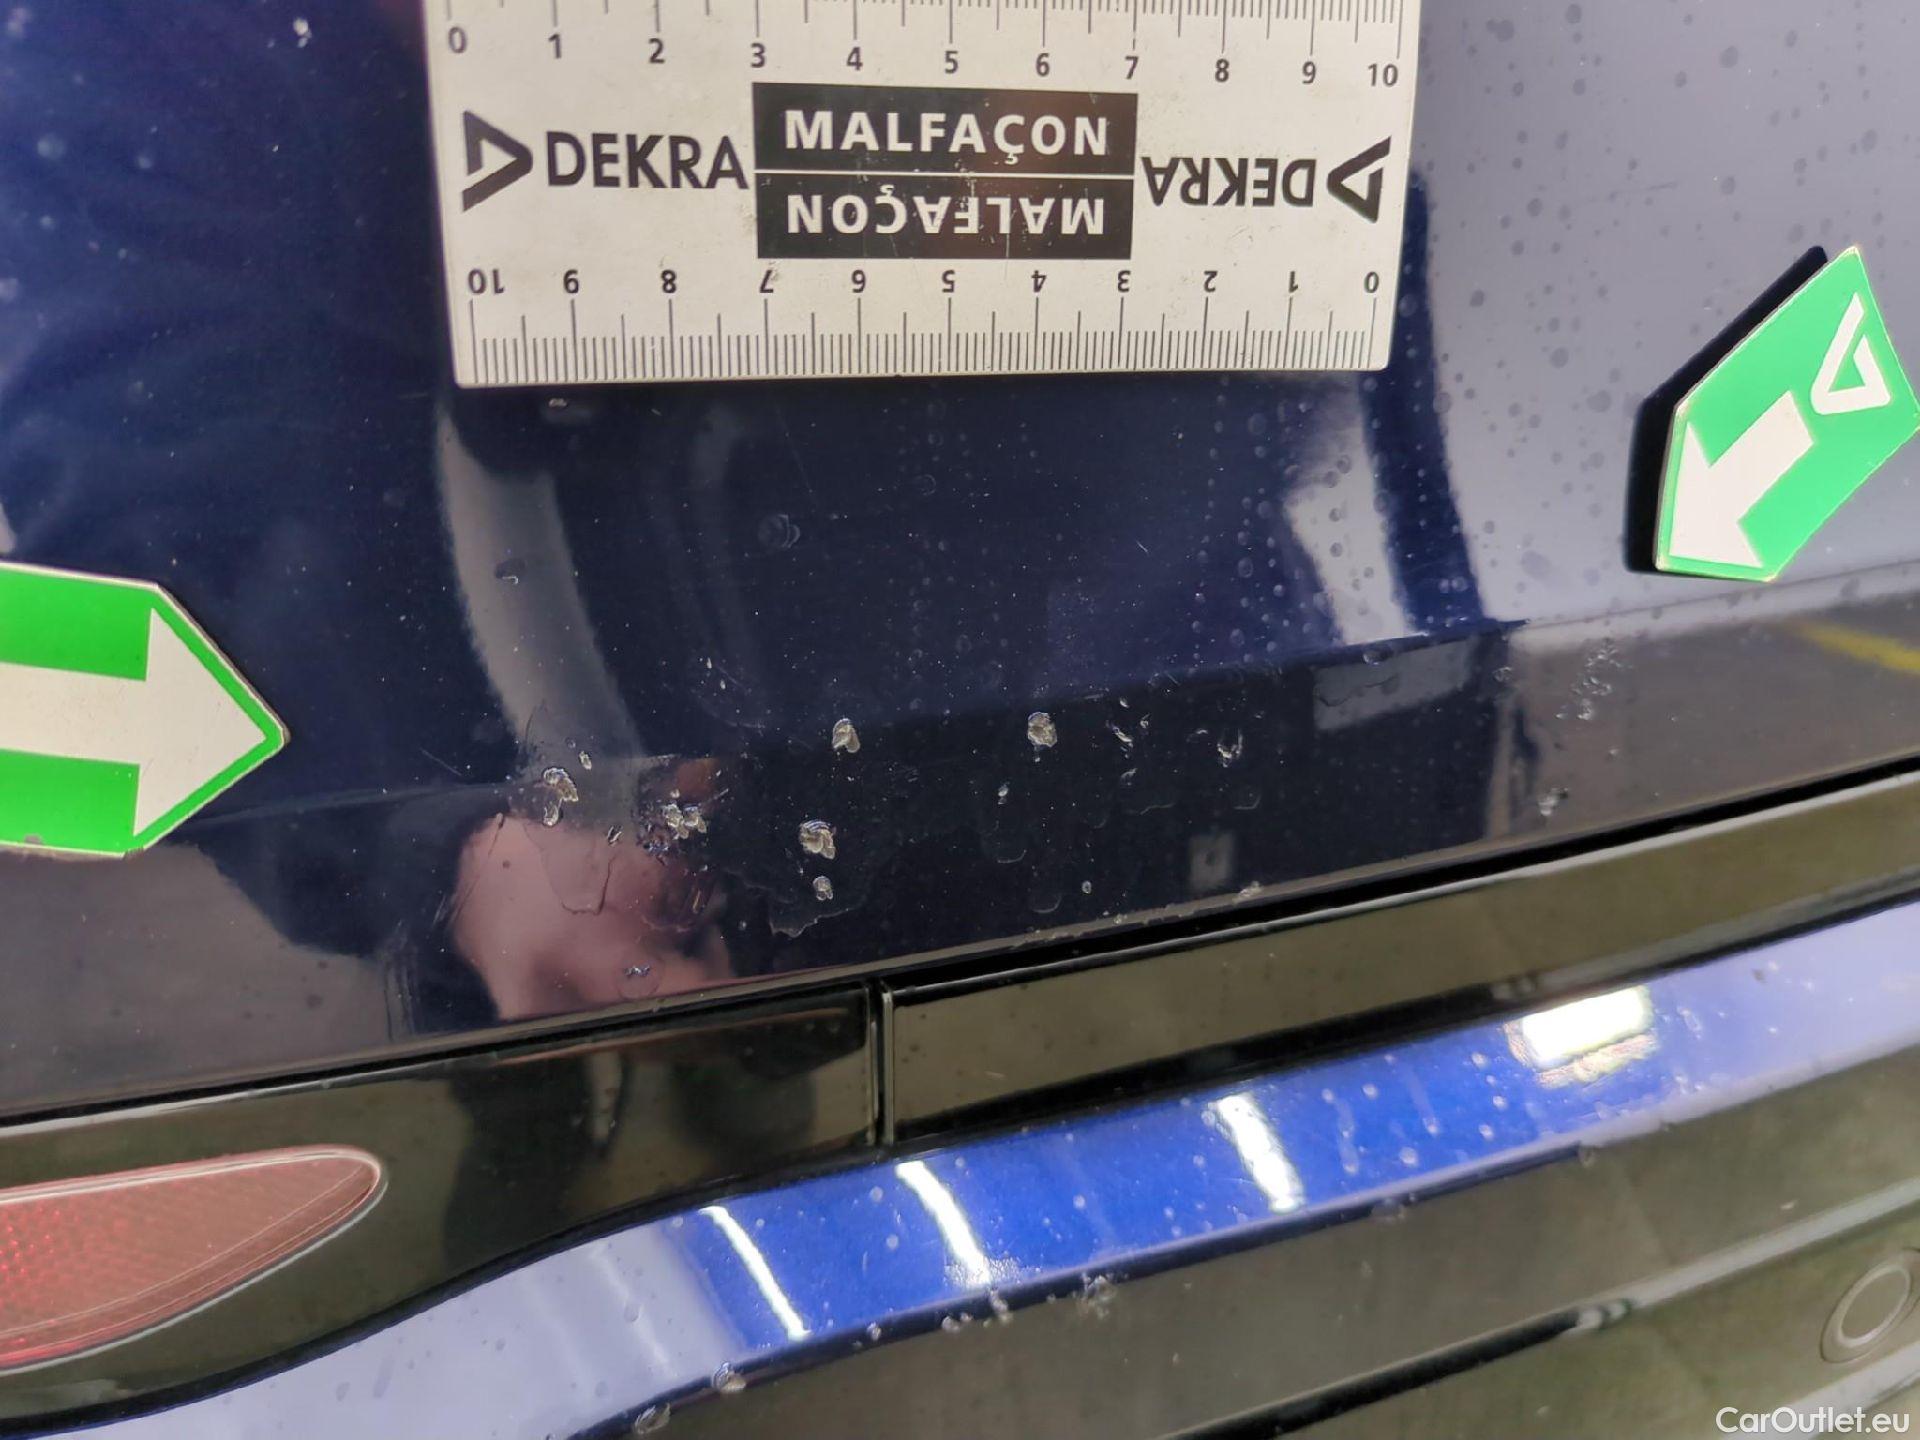 0 1 2 3 4 5 6 7 8 9 10
DEKRA MALFAÇON DEKRA
MALFAÇON
10 9 8 7 6 5 4 3 2 1 0
CarOutlet.eu